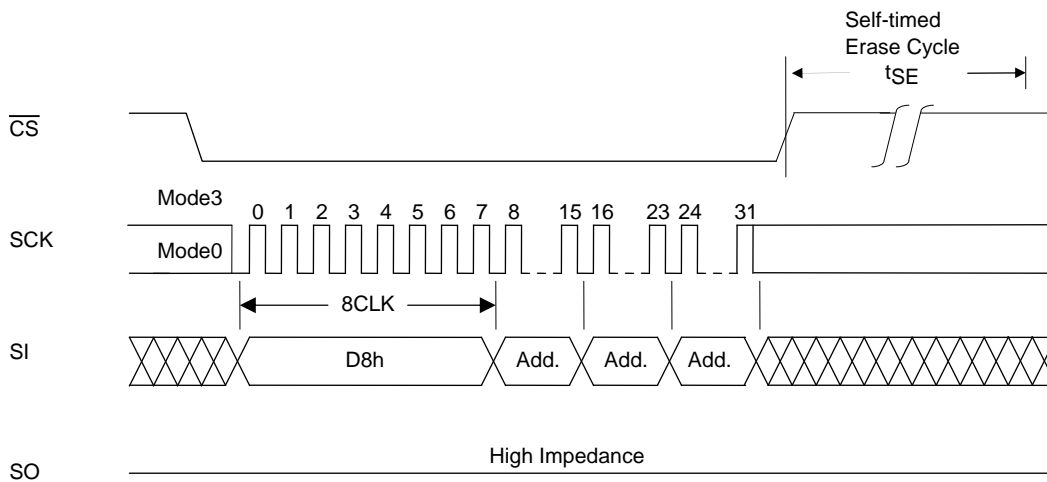 Self-timed
Erase Cycle
tSE
CS
Mode3
0 1 2 3 4 5 6 7 8 15 16 23 24 31
SCK
Mode0
8CLK
SI
D8h Add. Add. Add.
High Impedance
SO